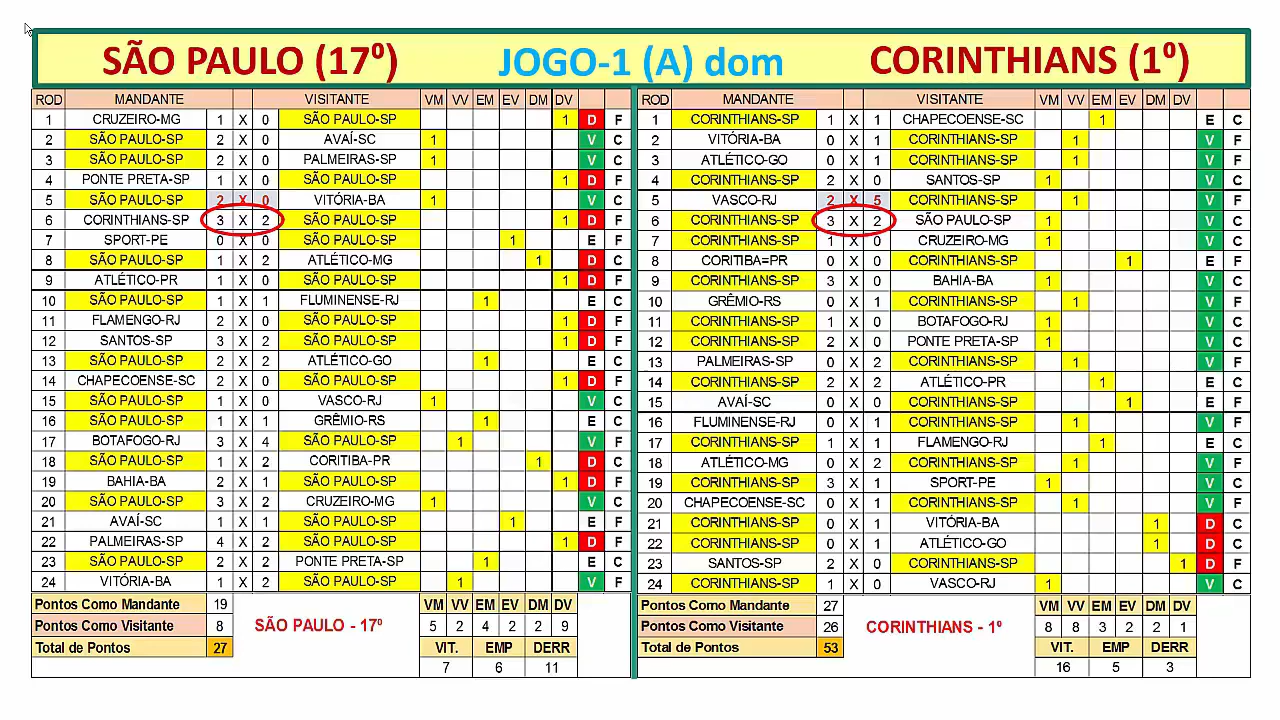 SÃO PAULO (17º) JOGO-1 (A) dom CORINTHIANS (1º)
ROD MANDANTE VISITANTE VM VV EM EV DM DV
1 CRUZEIRO-MG 1 X 0 SÃO PAULO-SP 1 D F
2 SÃO PAULO-SP 2 X 0 AVAÍ-SC 1 V C
3 SÃO PAULO-SP 2 X 0 PALMEIRAS-SP 1 V C
4 PONTE PRETA-SP 1 X 0 SÃO PAULO-SP 1 D F
5 SÃO PAULO-SP 2 X 0 VITÓRIA-BA 1 V C
6 CORINTHIANS-SP 3 X 2 SÃO PAULO-SP 1 D F
7 SPORT-PE 0 X 0 SÃO PAULO-SP 1 E F
8 SÃO PAULO-SP 1 X 2 ATLÉTICO-MG 1 D C
9 ATLÉTICO-PR 1 X 0 SÃO PAULO-SP 1 D F
10 SÃO PAULO-SP 1 X 1 FLUMINENSE-RJ 1 E C
11 FLAMENGO-RJ 2 X 0 SÃO PAULO-SP 1 D F
12 SANTOS-SP 3 X 2 SÃO PAULO-SP 1 D F
13 SÃO PAULO-SP 2 X 2 ATLÉTICO-GO 1 E C
14 CHAPECOENSE-SC 2 X 0 SÃO PAULO-SP 1 D F
15 SÃO PAULO-SP 1 X 0 VASCO-RJ 1 V C
16 SÃO PAULO-SP 1 X 1 GRÊMIO-RS 1 E C
17 BOTAFOGO-RJ 3 X 4 SÃO PAULO-SP 1 V F
18 SÃO PAULO-SP 1 X 2 CORITIBA-PR 1 D C
19 BAHIA-BA 2 X 1 SÃO PAULO-SP 1 D F
20 SÃO PAULO-SP 3 X 2 CRUZEIRO-MG 1 V C
21 AVAÍ-SC 1 X 1 SÃO PAULO-SP 1 E F
22 PALMEIRAS-SP 4 X 2 SÃO PAULO-SP 1 D F
23 SÃO PAULO-SP 2 X 2 PONTE PRETA-SP 1 E C
24 VITÓRIA-BA 1 X 2 SÃO PAULO-SP 1 V F
Pontos Como Mandante 19 VM VV EM EV DM DV
Pontos Como Visitante 8 SÃO PAULO - 17º 5 2 4 2 2 9
Total de Pontos 27 VIT. EMP DERR
7 6 11
ROD MANDANTE VISITANTE VM VV EM EV DM DV
1 CORINTHIANS-SP 1 X 1 CHAPECOENSE-SC 1 E C
2 VITÓRIA-BA 0 X 1 CORINTHIANS-SP 1 V F
3 ATLÉTICO-GO 0 X 1 CORINTHIANS-SP 1 V F
4 CORINTHIANS-SP 2 X 0 SANTOS-SP 1 V C
5 VASCO-RJ 2 X 5 CORINTHIANS-SP 1 V F
6 CORINTHIANS-SP 3 X 2 SÃO PAULO-SP 1 V C
7 CORINTHIANS-SP 1 X 0 CRUZEIRO-MG 1 V C
8 CORITIBA=PR 0 X 0 CORINTHIANS-SP 1 E F
9 CORINTHIANS-SP 3 X 0 BAHIA-BA 1 V C
10 GRÊMIO-RS 0 X 1 CORINTHIANS-SP 1 V F
11 CORINTHIANS-SP 1 X 0 BOTAFOGO-RJ 1 V C
12 CORINTHIANS-SP 2 X 0 PONTE PRETA-SP 1 V C
13 PALMEIRAS-SP 0 X 2 CORINTHIANS-SP 1 V F
14 CORINTHIANS-SP 2 X 2 ATLÉTICO-PR 1 E C
15 AVAÍ-SC 0 X 0 CORINTHIANS-SP 1 E F
16 FLUMINENSE-RJ 0 X 1 CORINTHIANS-SP 1 V F
17 CORINTHIANS-SP 1 X 1 FLAMENGO-RJ 1 E C
18 ATLÉTICO-MG 0 X 2 CORINTHIANS-SP 1 V F
19 CORINTHIANS-SP 3 X 1 SPORT-PE 1 V C
20 CHAPECOENSE-SC 0 X 1 CORINTHIANS-SP 1 V F
21 CORINTHIANS-SP 0 X 1 VITÓRIA-BA 1 D C
22 CORINTHIANS-SP 0 X 1 ATLÉTICO-GO 1 D C
23 SANTOS-SP 2 X 0 CORINTHIANS-SP 1 D F
24 CORINTHIANS-SP 1 X 0 VASCO-RJ 1 V C
Pontos Como Mandante 27 VM VV EM EV DM DV
Pontos Como Visitante 26 CORINTHIANS - 1º 8 8 3 2 2 1
Total de Pontos 53 VIT. EMP DERR
16 5 3